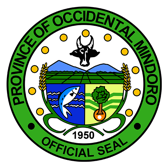 PROVINCE OF OCCIDENTAL MINDORO
1950
OFFICIAL SEAL